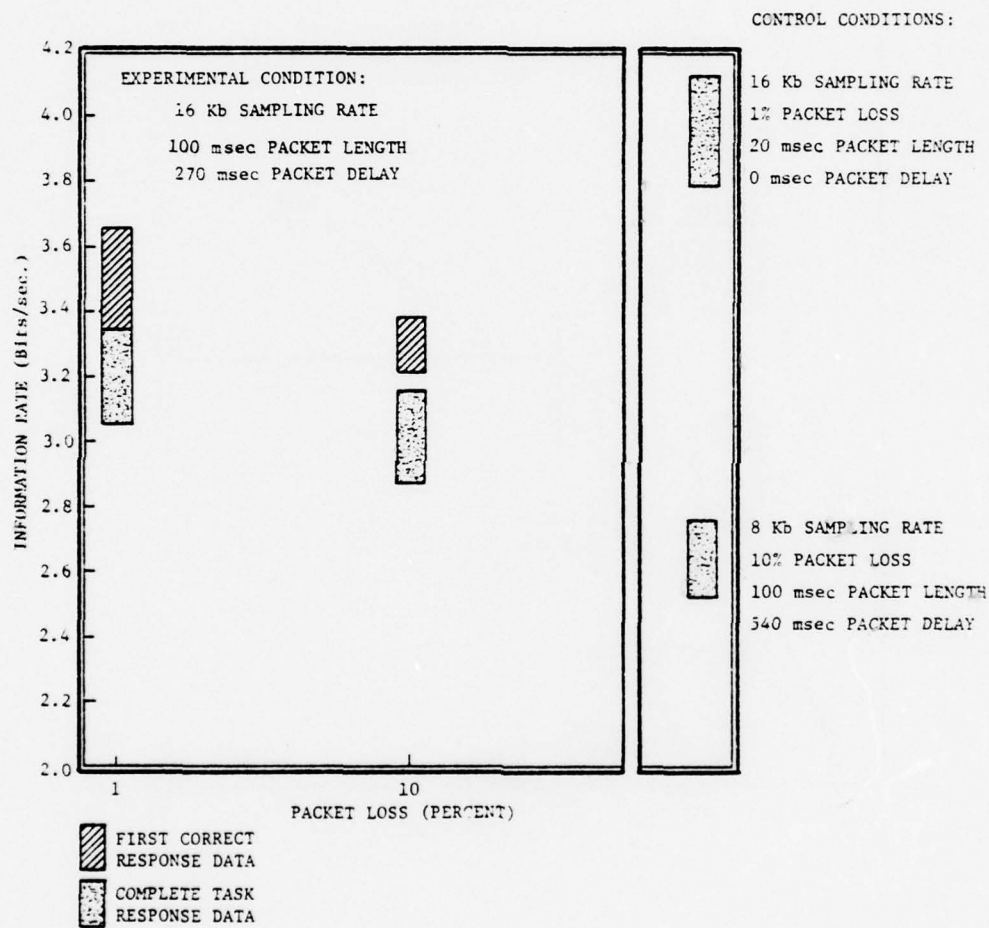 CONTROL CONDITIONS:
4.2
4.0
3.8
3.6
3.4
3.2
3.0
2.8
2.6
2.4
2.2
2.0
INFORMATION RATE (Bits/sec.)
EXPERIMENTAL CONDITION:
16 Kb SAMPLING RATE
100 msec PACKET LENGTH
270 msec PACKET DELAY
16 Kb SAMPLING RATE
1% PACKET LOSS
20 msec PACKET LENGTH
0 msec PACKET DELAY
8 Kb SAMPLING RATE
10% PACKET LOSS
100 msec PACKET LENGTH
540 msec PACKET DELAY
1
10
PACKET LOSS (PERCENT)
FIRST CORRECT
RESPONSE DATA
COMPLETE TASK
RESPONSE DATA